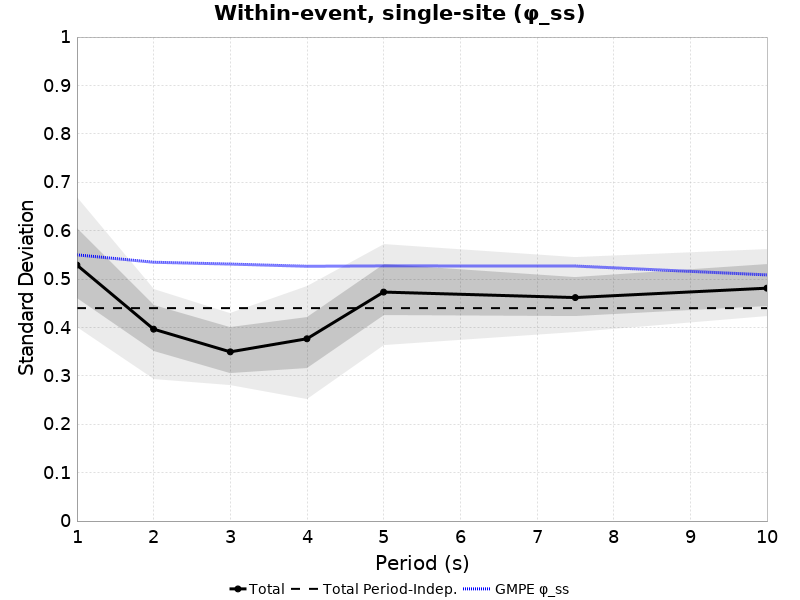 Within-event, single-site (φ_ss)
Standard Deviation
1
0.9
0.8
0.7
0.6
0.5
0.4
0.3
0.2
0.1
0
1 2 3 4 5 6 7 8 9 10
Period (s)
Total Total Period-Indep. GMPE φ_ss